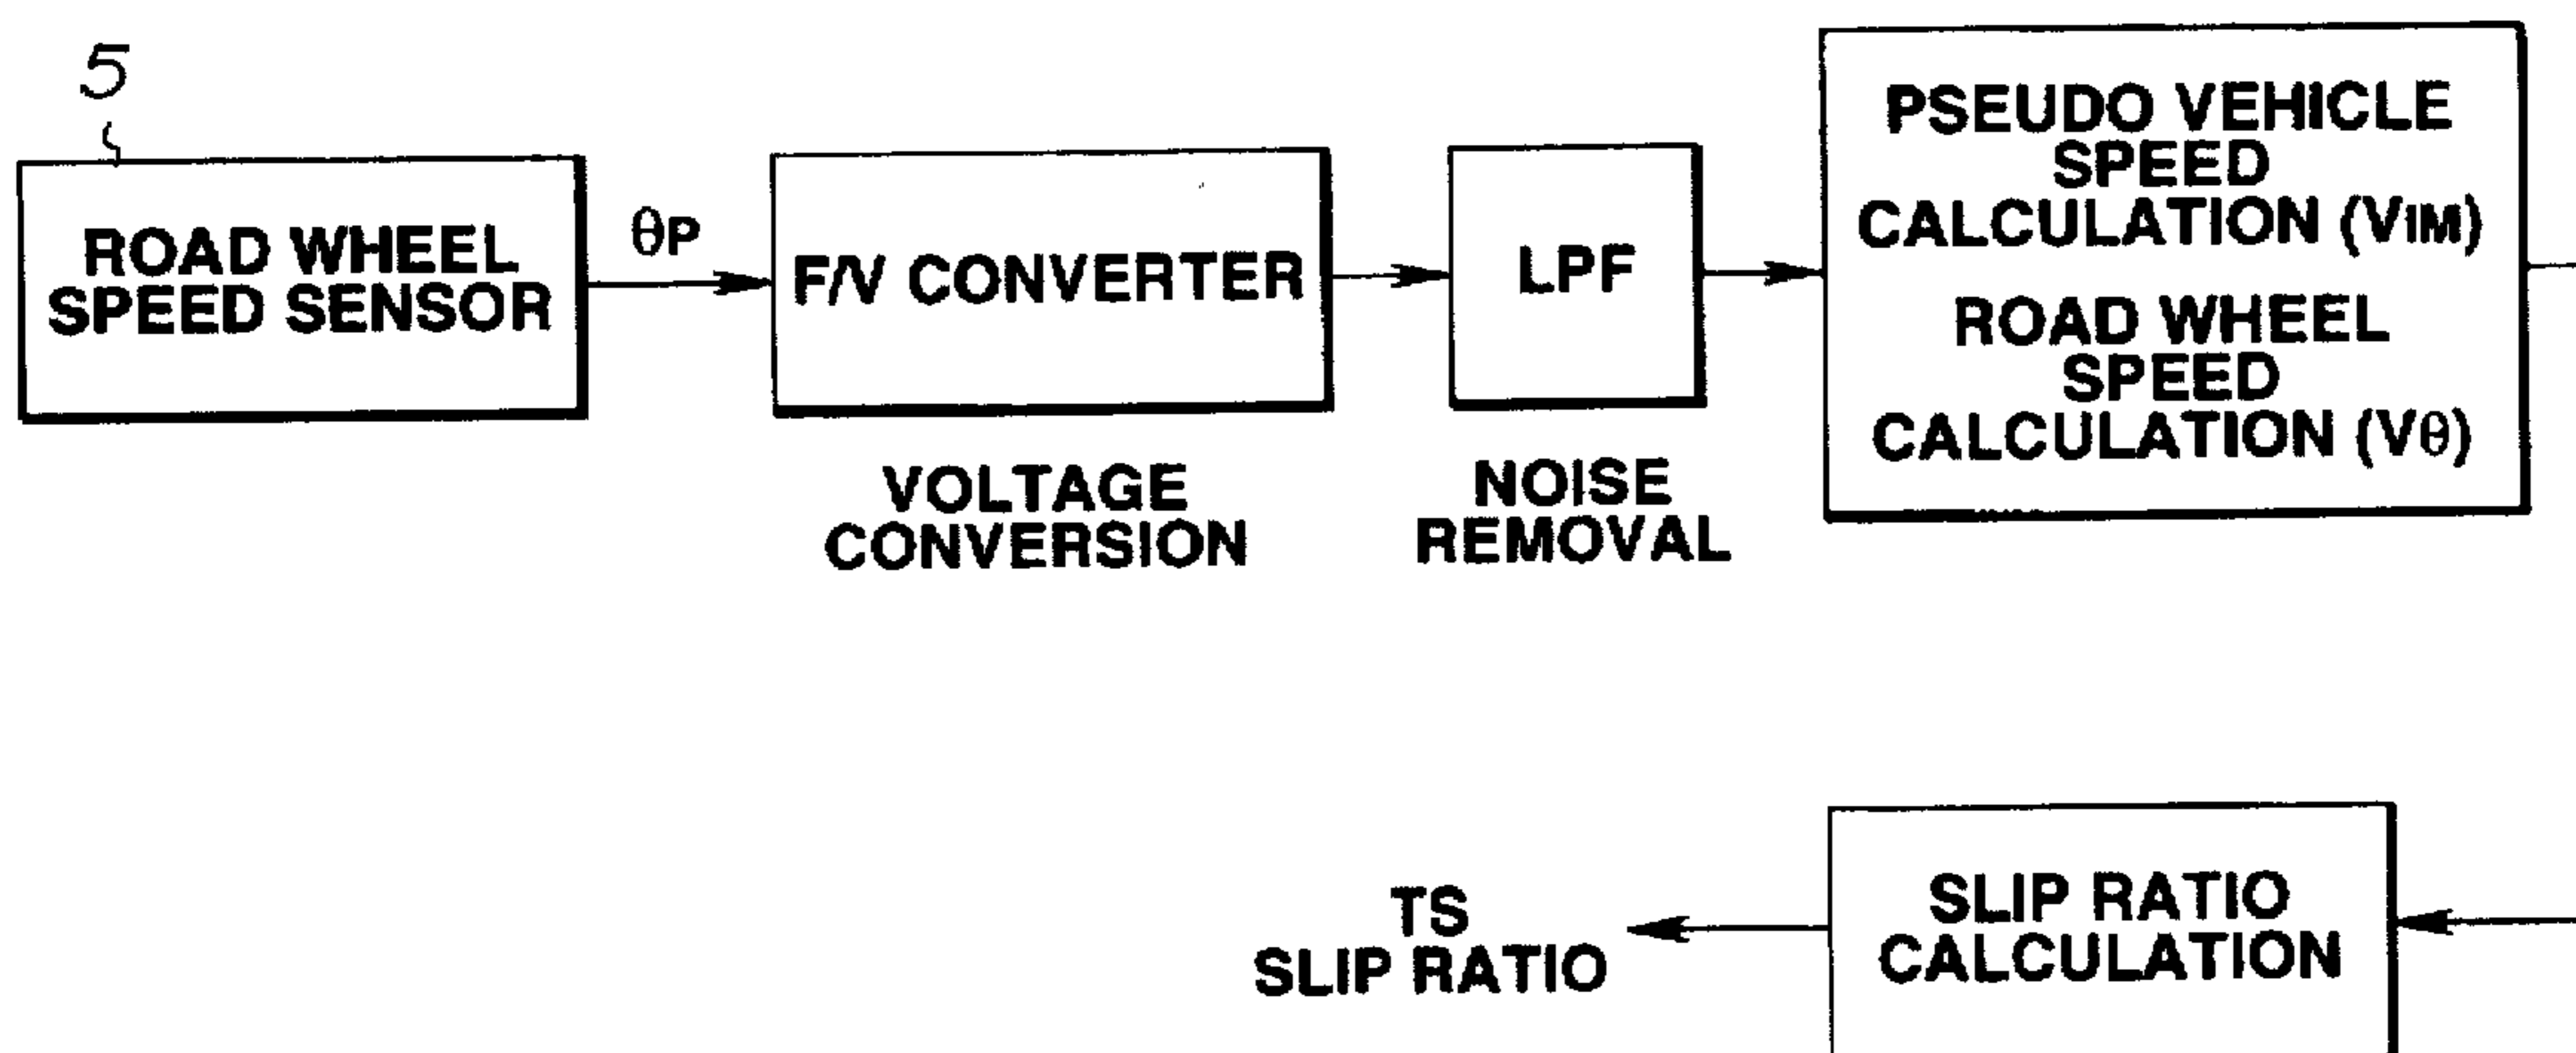 5
ROAD WHEEL
SPEED SENSOR
θP
F/V CONVERTER
VOLTAGE
CONVERSION
LPF
NOISE
REMOVAL
PSEUDO VEHICLE
SPEED
CALCULATION (VIM)
ROAD WHEEL
SPEED
CALCULATION (Vθ)
TS
SLIP RATIO
SLIP RATIO
CALCULATION